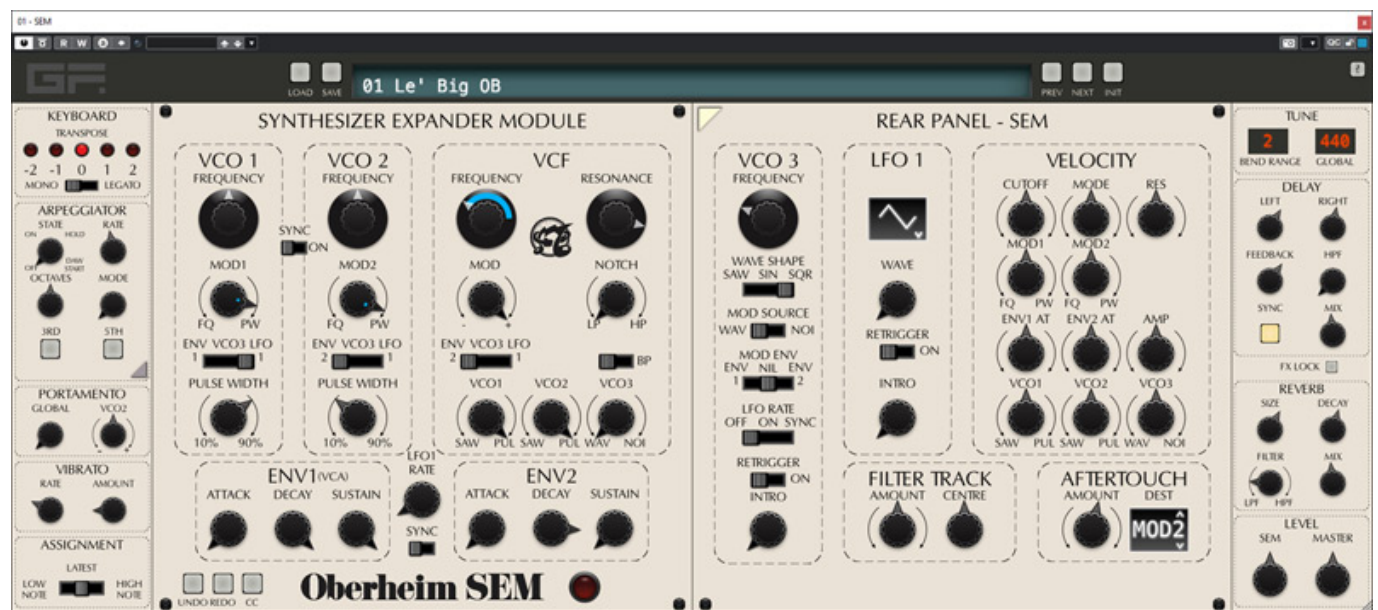 01 - SEM
R W
QC
GF.
LOAD SAVE
01 Le' Big OB
PREV NEXT INIT
KEYBOARD
TRANSPOSE
-2 -1 0 1 2
MONO LEGATO
ARPEGGIATOR
STATE RATE
ON HOLD
OFF DAW START
OCTAVES MODE
3RD 5TH
PORTAMENTO
GLOBAL VCO2
- +
VIBRATO
RATE AMOUNT
ASSIGNMENT
LATEST
LOW NOTE HIGH NOTE
SYNTHESIZER EXPANDER MODULE
VCO 1
FREQUENCY
MOD1
FQ PW
ENV VCO3 LFO
1 1
PULSE WIDTH
10% 90%
SYNC
ON
VCO 2
FREQUENCY
MOD2
FQ PW
ENV VCO3 LFO
2 1
PULSE WIDTH
10% 90%
VCF
FREQUENCY RESONANCE
MOD NOTCH
- + LP HP
ENV VCO3 LFO
2 1 BP
VCO1 VCO2 VCO3
SAW PUL SAW PUL WAV NOI
ENV1 (VCA)
ATTACK DECAY SUSTAIN
LFO1
RATE
SYNC
ENV2
ATTACK DECAY SUSTAIN
UNDO REDO CC
Oberheim SEM
REAR PANEL - SEM
VCO 3
FREQUENCY
WAVE SHAPE
SAW SIN SQR
MOD SOURCE
WAV NOI
MOD ENV
ENV NIL ENV
1 2
LFO RATE
OFF ON SYNC
RETRIGGER
ON
INTRO
LFO 1
WAVE
RETRIGGER
ON
INTRO
VELOCITY
CUTOFF MODE RES
MOD1 MOD2
FQ PW FQ PW
ENV1 AT ENV2 AT AMP
VCO1 VCO2 VCO3
SAW PUL SAW PUL WAV NOI
FILTER TRACK
AMOUNT CENTRE
AFTERTOUCH
AMOUNT DEST
MOD2
TUNE
2 440
BEND RANGE GLOBAL
DELAY
LEFT RIGHT
FEEDBACK HPF
SYNC MIX
FX LOCK
REVERB
SIZE DECAY
FILTER MIX
LPF HPF
LEVEL
SEM MASTER